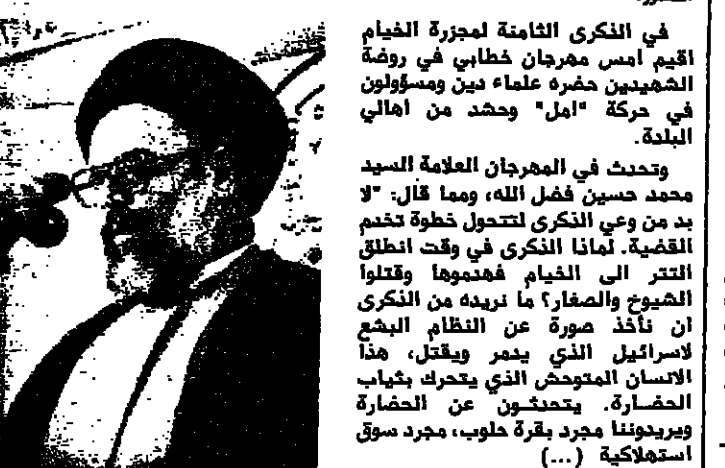 في الذكرى الثامنة لمجزرة الخيام
اقيم امس مهرجان خطابي في روضة
الشهيدين حضره علماء دين ومسؤولون
في حركة "امل" وحشد من اهالي
البلدة.
وتحدث في المهرجان العلامة السيد
محمد حسين فضل الله، ومما قال: "لا
بد من وعي الذكرى لتتحول خطوة تخدم
القضية. لماذا الذكرى في وقت انطلق
التتر الى الخيام فهدموها وقتلوا
الشيوخ والصغار؟ ما نريده من الذكرى
ان نأخذ صورة عن النظام البشع
لاسرائيل الذي يدمر ويقتل، هذا
الانسان المتوحش الذي يتحرك بثياب
الحضارة. يتحدثون عن الحضارة
ويريدوننا مجرد بقرة حلوب، مجرد سوق
استهلاكية (...)